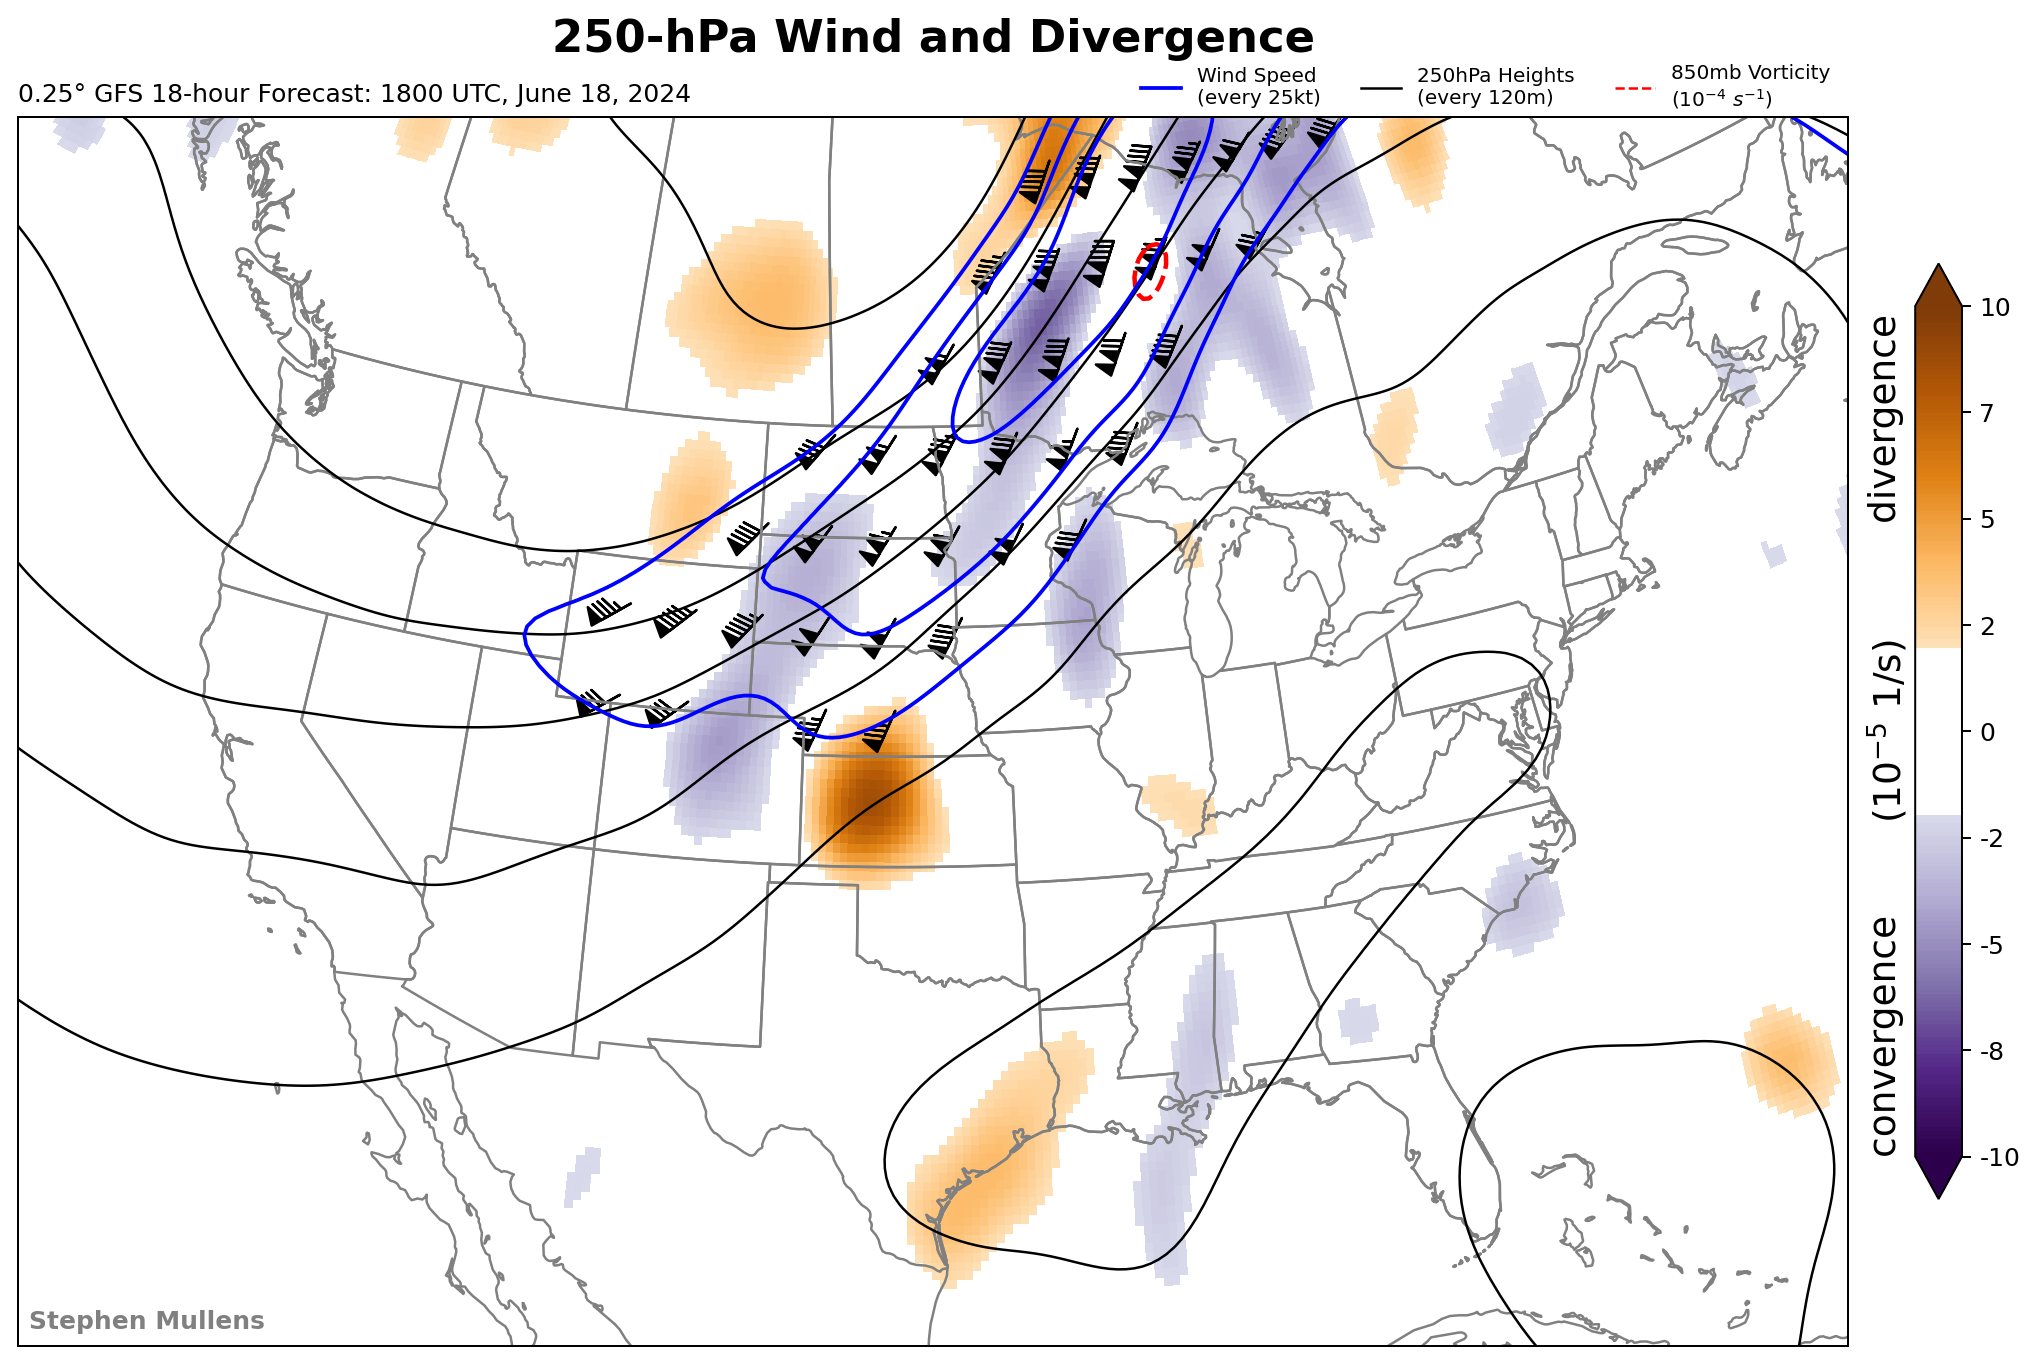 250-hPa Wind and Divergence
0.25° GFS 18-hour Forecast: 1800 UTC, June 18, 2024
Wind Speed
(every 25kt)
250hPa Heights
(every 120m)
850mb Vorticity
(10⁻⁴ s⁻¹)
10
7
5
2
0
-2
-5
-8
-10
convergence (10⁻⁵ 1/s) divergence
Stephen Mullens